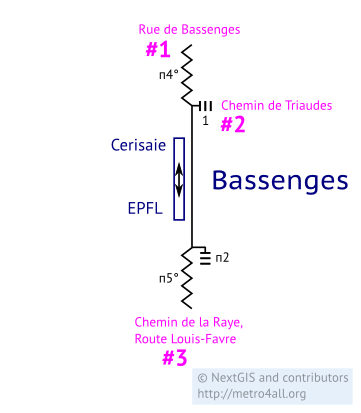 Rue de Bassenges
#1
п4°
Chemin de Triaudes
1
#2
Cerisaie
Bassenges
EPFL
п2
п5°
Chemin de la Raye,
Route Louis-Favre
#3
© NextGIS and contributors
http://metro4all.org